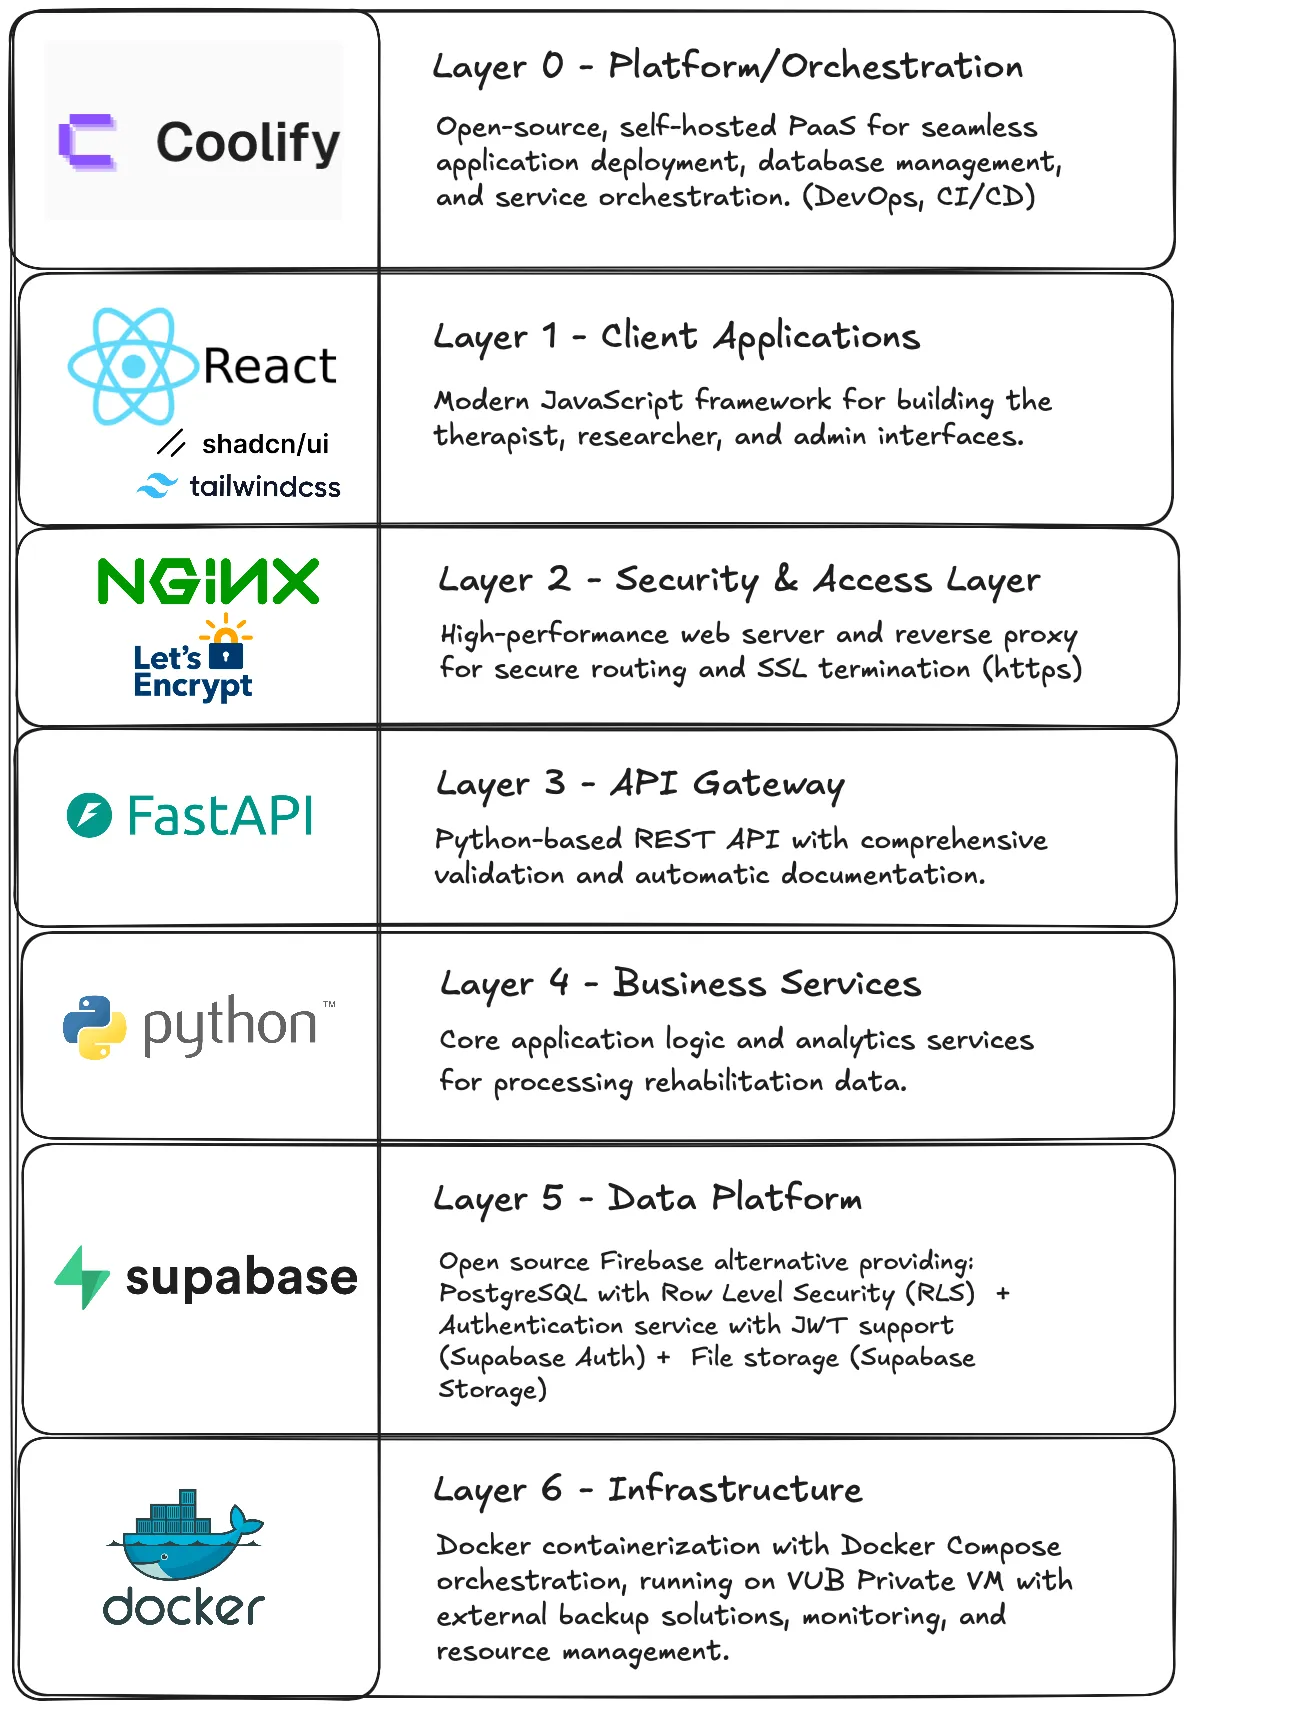 Coolify
Layer 0 - Platform/Orchestration
Open-source, self-hosted PaaS for seamless
application deployment, database management,
and service orchestration. (DevOps, CI/CD)
React
shadcn/ui
tailwindcss
Layer 1 - Client Applications
Modern JavaScript framework for building the
therapist, researcher, and admin interfaces.
NGINX
Let's
Encrypt
Layer 2 - Security & Access Layer
High-performance web server and reverse proxy
for secure routing and SSL termination (https)
FastAPI
Layer 3 - API Gateway
Python-based REST API with comprehensive
validation and automatic documentation.
python™
Layer 4 - Business Services
Core application logic and analytics services
for processing rehabilitation data.
supabase
Layer 5 - Data Platform
Open source Firebase alternative providing:
PostgreSQL with Row Level Security (RLS) +
Authentication service with JWT support
(Supabase Auth) + File storage (Supabase
Storage)
docker
Layer 6 - Infrastructure
Docker containerization with Docker Compose
orchestration, running on VUB Private VM with
external backup solutions, monitoring, and
resource management.